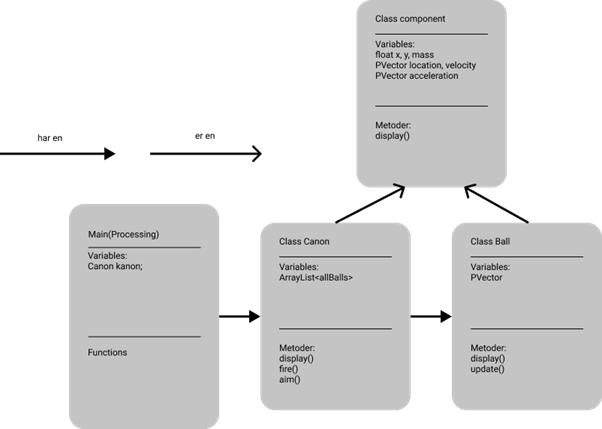 Class component
Variables:
float x, y, mass
PVector location, velocity
PVector acceleration
Metoder:
display()
har en
er en
Main(Processing)
Variables:
Canon kanon;
Functions
Class Canon
Variables:
ArrayList<allBalls>
Metoder:
display()
fire()
aim()
Class Ball
Variables:
PVector
Metoder:
display()
update()